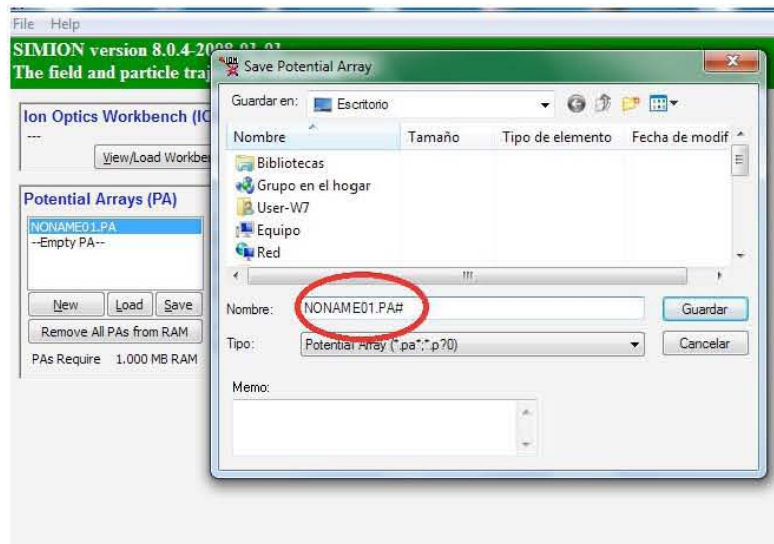 File Help
SIMION version 8.0.4-2008-01-01
The field and particle traj
Ion Optics Workbench (IO
---
View/Load Workbe
Potential Arrays (PA)
NONAME01.PA
--Empty PA--
New Load Save
Remove All PAs from RAM
PAs Require 1.000 MB RAM
Save Potential Array
Guardar en: Escritorio
Nombre Tamaño Tipo de elemento Fecha de modif
Bibliotecas
Grupo en el hogar
User-W7
Equipo
Red
Nombre: NONAME01.PA# Guardar
Tipo: Potential Array (*.pa*;*.p?0) Cancelar
Memo: